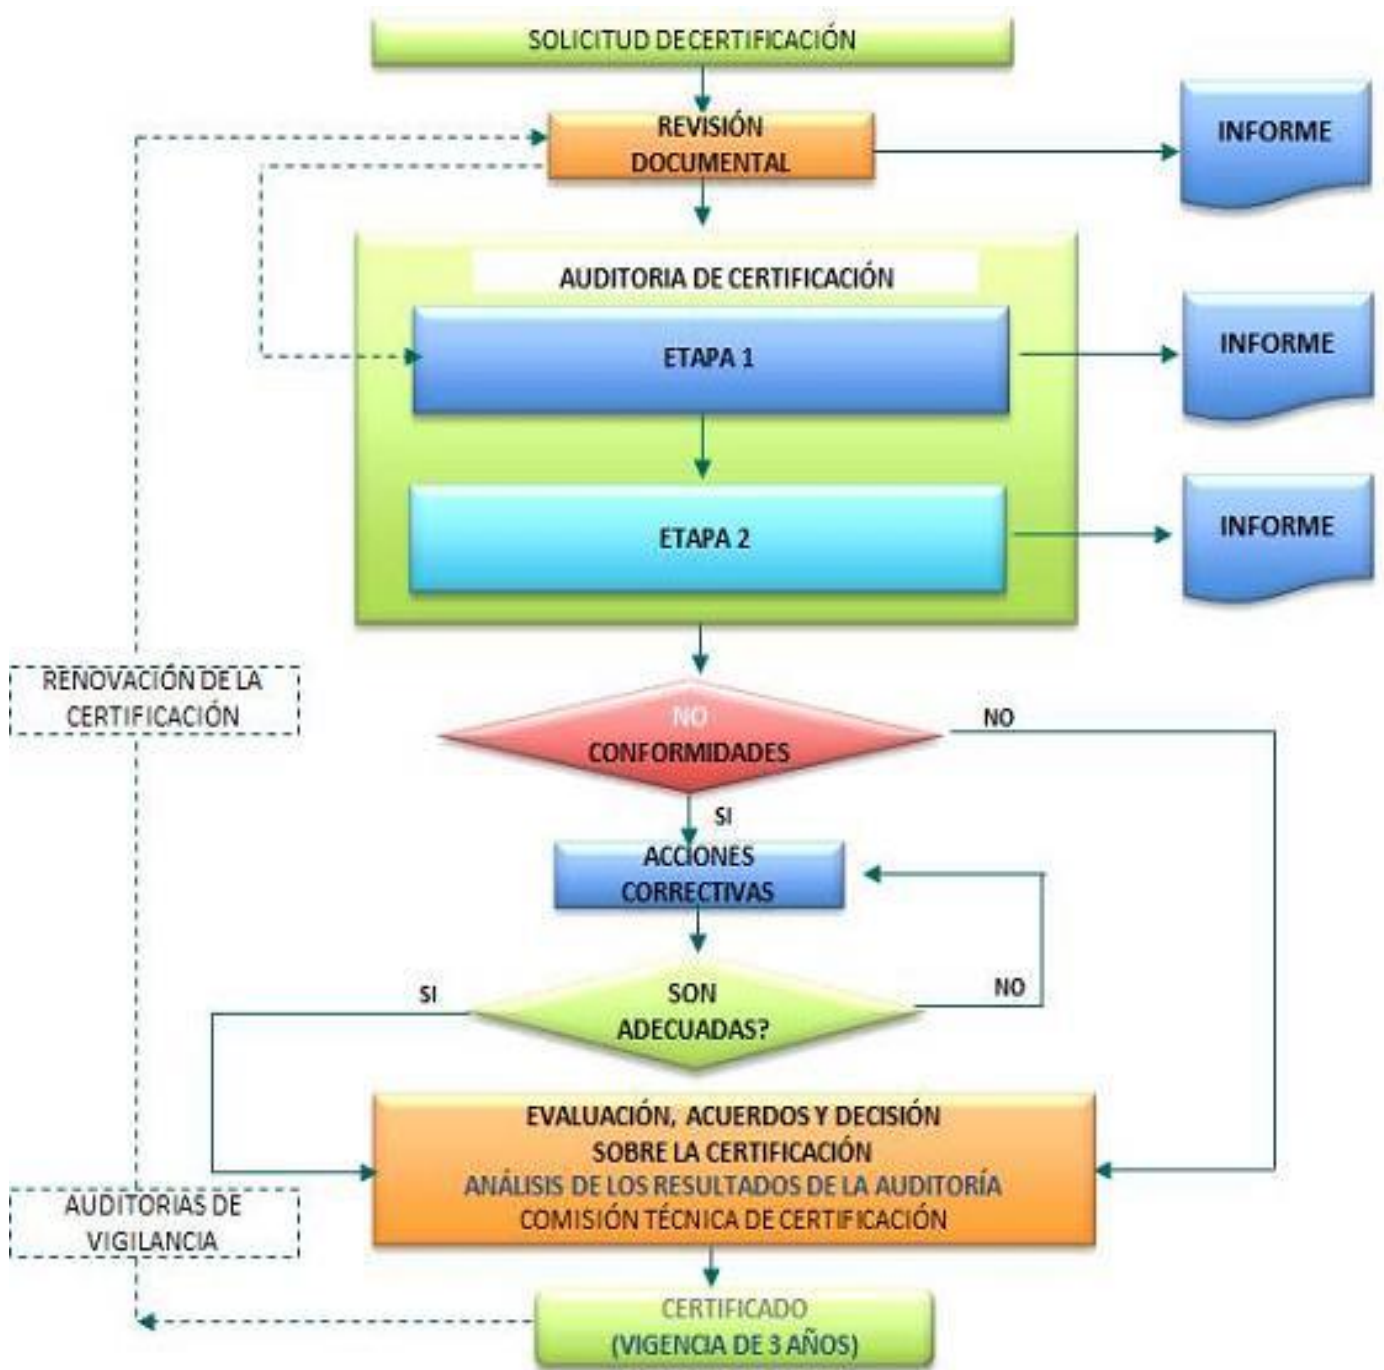 SOLICITUD DECERTIFICACIÓN
REVISIÓN
DOCUMENTAL
INFORME
AUDITORIA DE CERTIFICACIÓN
ETAPA 1
INFORME
ETAPA 2
INFORME
RENOVACIÓN DE LA
CERTIFICACIÓN
NO
CONFORMIDADES
NO
SI
ACCIONES
CORRECTIVAS
SI
SON
ADECUADAS?
NO
EVALUACIÓN, ACUERDOS Y DECISIÓN
SOBRE LA CERTIFICACIÓN
ANÁLISIS DE LOS RESULTADOS DE LA AUDITORÍA
COMISIÓN TÉCNICA DE CERTIFICACIÓN
AUDITORIAS DE
VIGILANCIA
CERTIFICADO
(VIGENCIA DE 3 AÑOS)